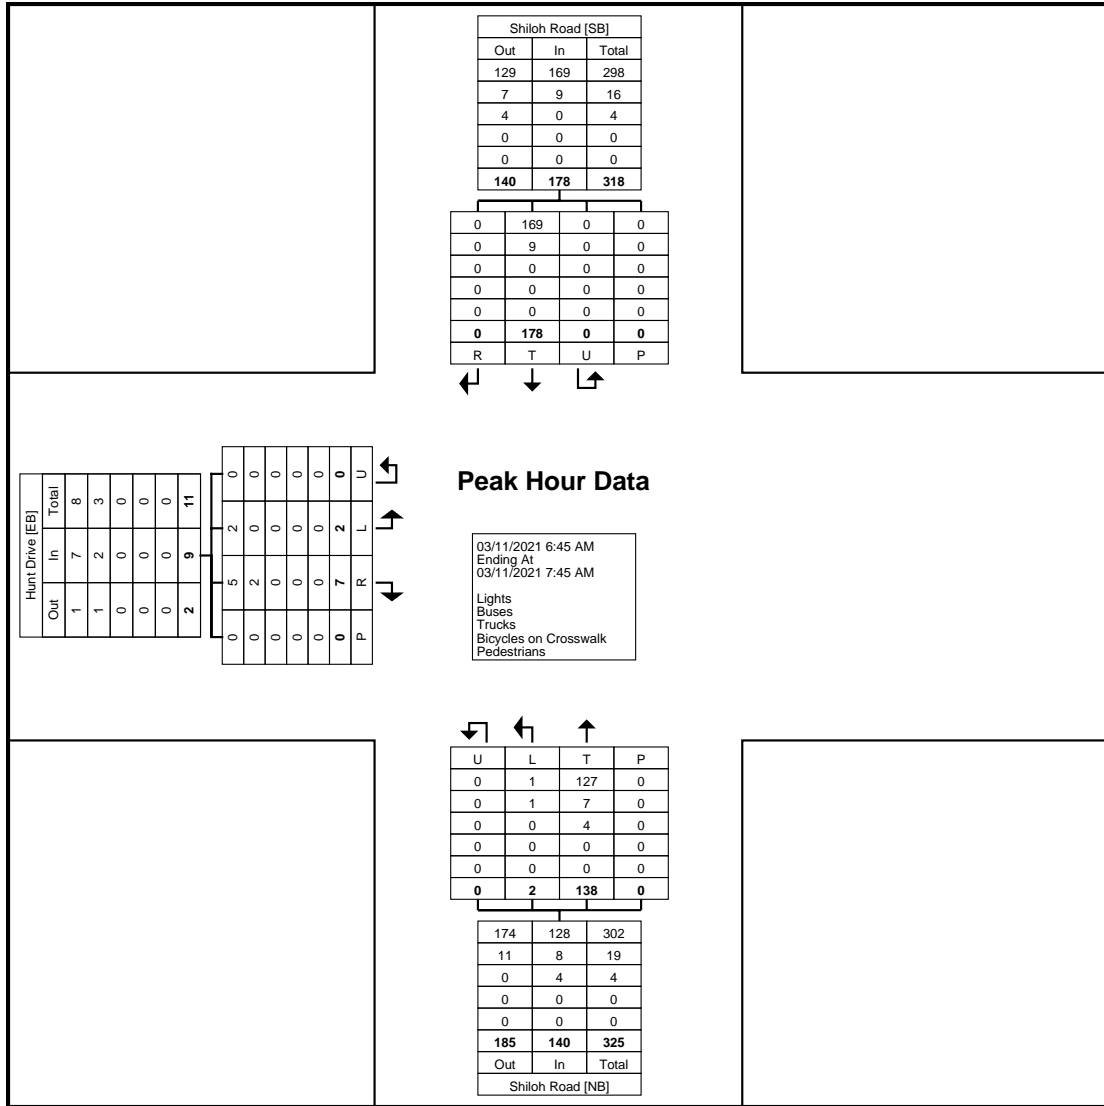 Shiloh Road [SB]
Out In Total
129 169 298
7 9 16
4 0 4
0 0 0
0 0 0
140 178 318
0 169 0 0
0 9 0 0
0 0 0 0
0 0 0 0
0 0 0 0
0 178 0 0
R T U P
Hunt Drive [EB]
Out In Total
1 7 8
1 2 3
0 0 0
0 0 0
0 0 0
2 9 11
0 5 2 0
0 2 0 0
0 0 0 0
0 0 0 0
0 0 0 0
0 7 2 0
P R L U
Peak Hour Data
03/11/2021 6:45 AM
Ending At
03/11/2021 7:45 AM
Lights
Buses
Trucks
Bicycles on Crosswalk
Pedestrians
U L T P
0 1 127 0
0 1 7 0
0 0 4 0
0 0 0 0
0 0 0 0
0 2 138 0
174 128 302
11 8 19
0 4 4
0 0 0
0 0 0
185 140 325
Out In Total
Shiloh Road [NB]